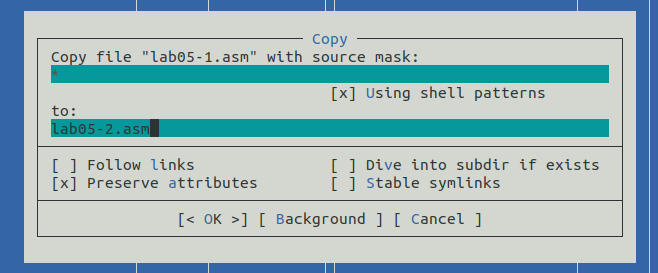 Copy
Copy file "lab05-1.asm" with source mask:
*
[x] Using shell patterns
to:
lab05-2.asm
[ ] Follow links [ ] Dive into subdir if exists
[x] Preserve attributes [ ] Stable symlinks
[< OK >] [ Background ] [ Cancel ]